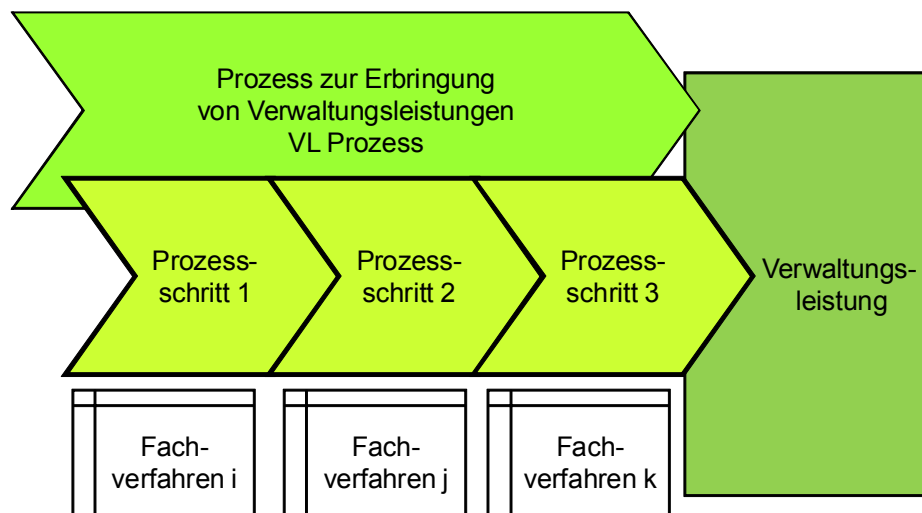 Prozess zur Erbringung
von Verwaltungsleistungen
VL Prozess
Prozess-
schritt 1
Prozess-
schritt 2
Prozess-
schritt 3
Verwaltungs-
leistung
Fach-
verfahren i
Fach-
verfahren j
Fach-
verfahren k